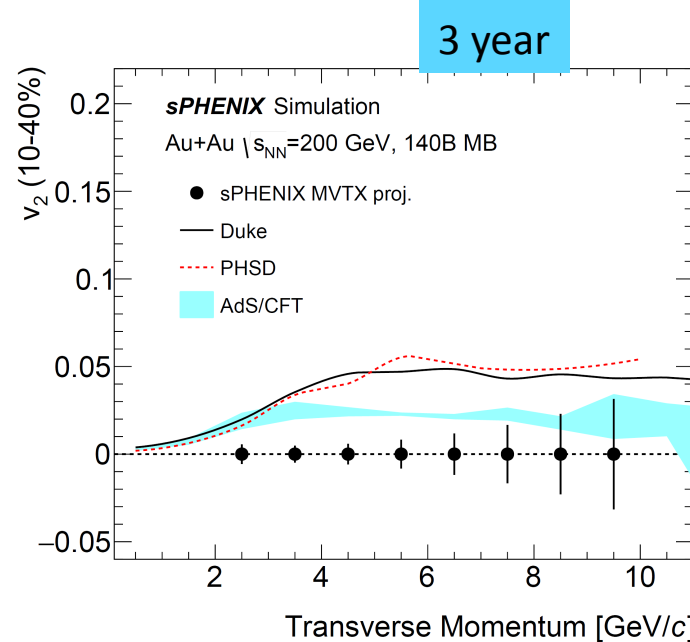 3 year
v2 (10-40%)
0.2
0.15
0.1
0.05
0
−0.05
sPHENIX Simulation
Au+Au \sNN=200 GeV, 140B MB
sPHENIX MVTX proj.
Duke
PHSD
AdS/CFT
2 4 6 8 10
Transverse Momentum [GeV/c]